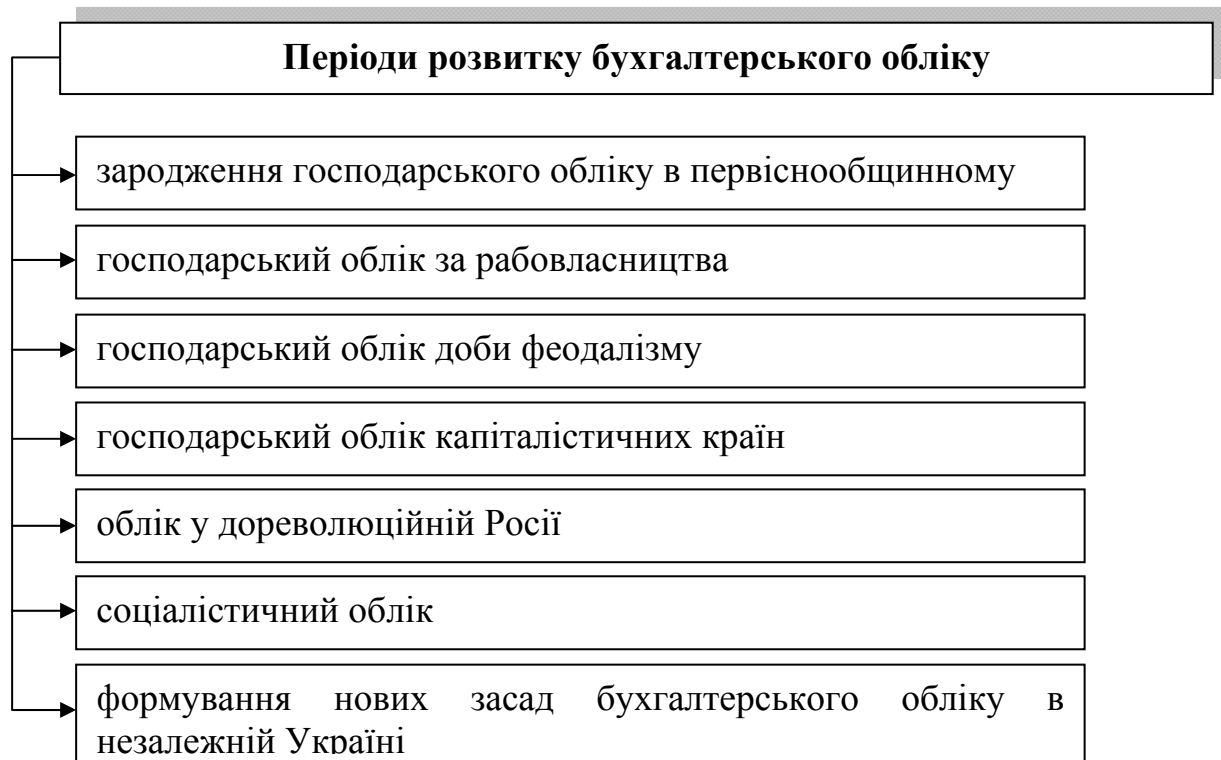 Періоди розвитку бухгалтерського обліку
зародження господарського обліку в первіснообщинному
господарський облік за рабовласництва
господарський облік доби феодалізму
господарський облік капіталістичних країн
облік у дореволюційній Росії
соціалістичний облік
формування нових засад бухгалтерського обліку в
незалежній Україні